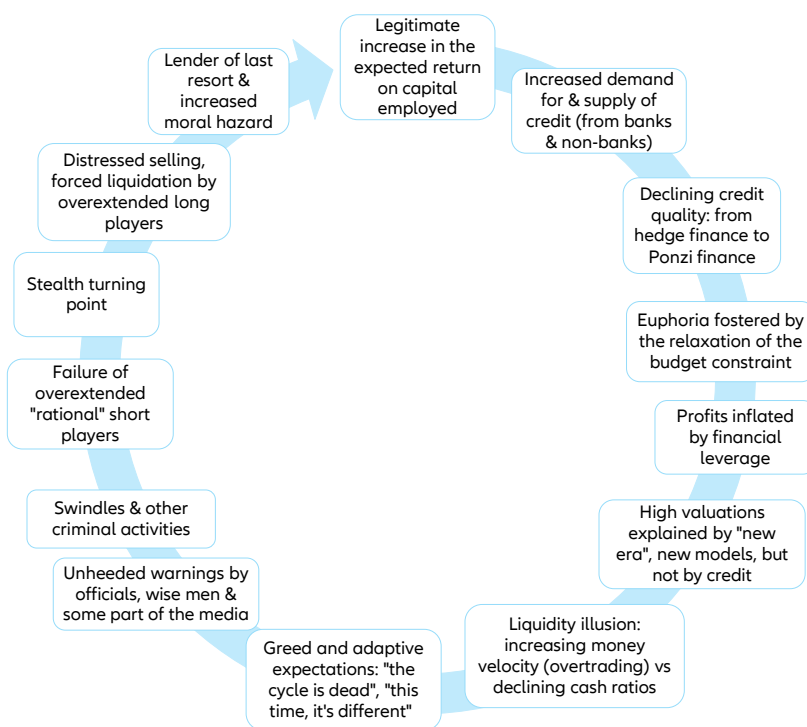 Legitimate
increase in the
expected return
on capital
employed
Increased demand
for & supply of
credit (from banks
& non-banks)
Declining credit
quality: from
hedge finance to
Ponzi finance
Euphoria fostered by
the relaxation of the
budget constraint
Profits inflated
by financial
leverage
High valuations
explained by "new
era", new models, but
not by credit
Liquidity illusion:
increasing money
velocity (overtrading) vs
declining cash ratios
Greed and adaptive
expectations: "the
cycle is dead", "this
time, it's different"
Unheeded warnings by
officials, wise men &
some part of the media
Swindles & other
criminal activities
Failure of
overextended
"rational" short
players
Stealth turning
point
Distressed selling,
forced liquidation by
overextended long
players
Lender of last
resort &
increased
moral hazard